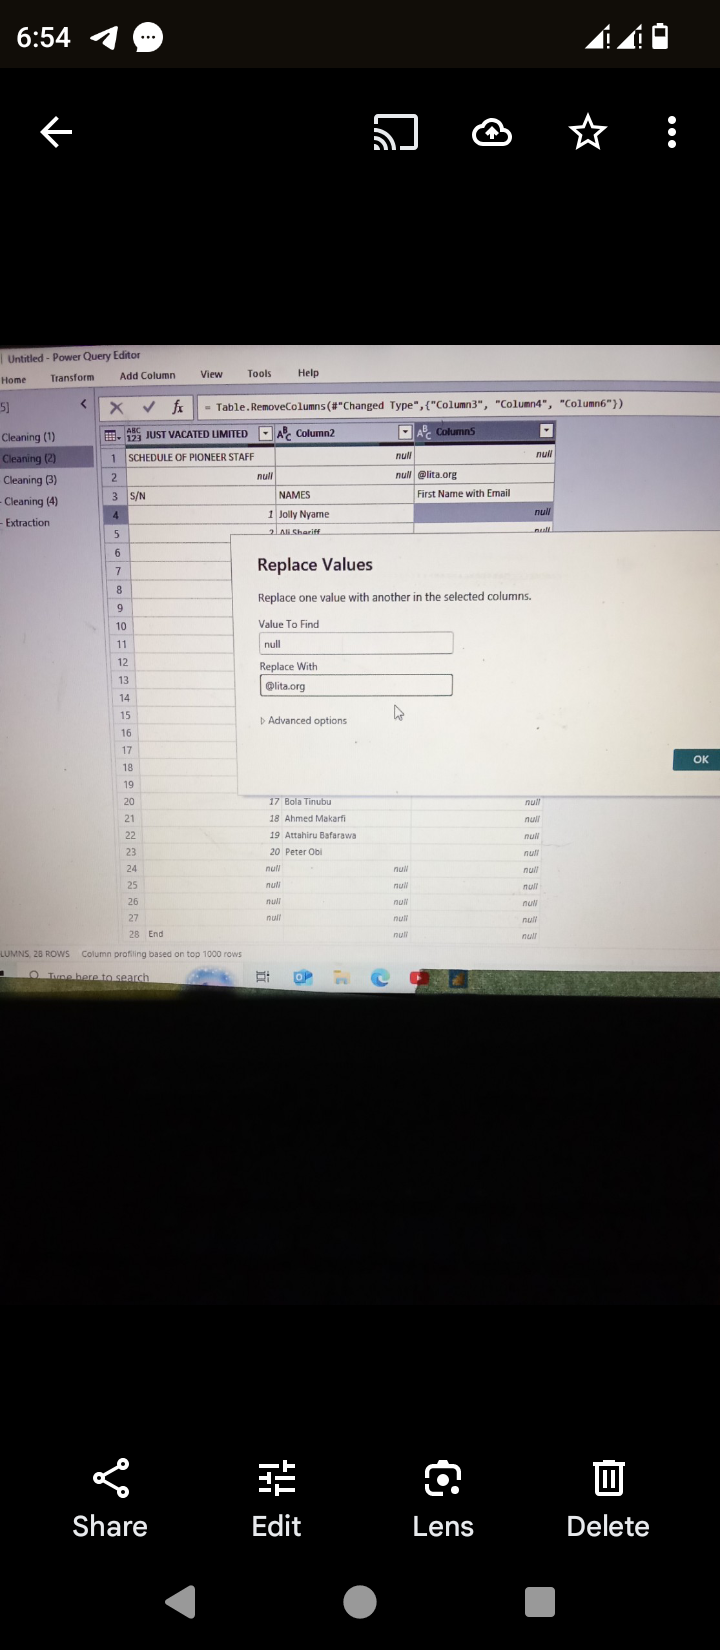 6:54
Untitled - Power Query Editor
Home Transform Add Column View Tools Help
5]
fx = Table.RemoveColumns(#"Changed Type",{"Column3", "Column4", "Column6"})
Cleaning (1)
Cleaning (2)
Cleaning (3)
- Cleaning (4)
- Extraction
ABC 123 JUST VACATED LIMITED ABC Column2 ABC Column5
1 SCHEDULE OF PIONEER STAFF null null
2 null null @lita.org
3 S/N NAMES First Name with Email
4 1 Jolly Nyame null
5 2 Ali Sheriff null
6
7
8
9
10
11
12
13
14
15
16
17
18
19
Replace Values
Replace one value with another in the selected columns.
Value To Find
null
Replace With
@lita.org
Advanced options
OK
20 17 Bola Tinubu null
21 18 Ahmed Makarfi null
22 19 Attahiru Bafarawa null
23 20 Peter Obi null
24 null null null
25 null null null
26 null null null
27 null null null
28 End null null
LUMNS, 28 ROWS Column profiling based on top 1000 rows
Type here to search
Share Edit Lens Delete